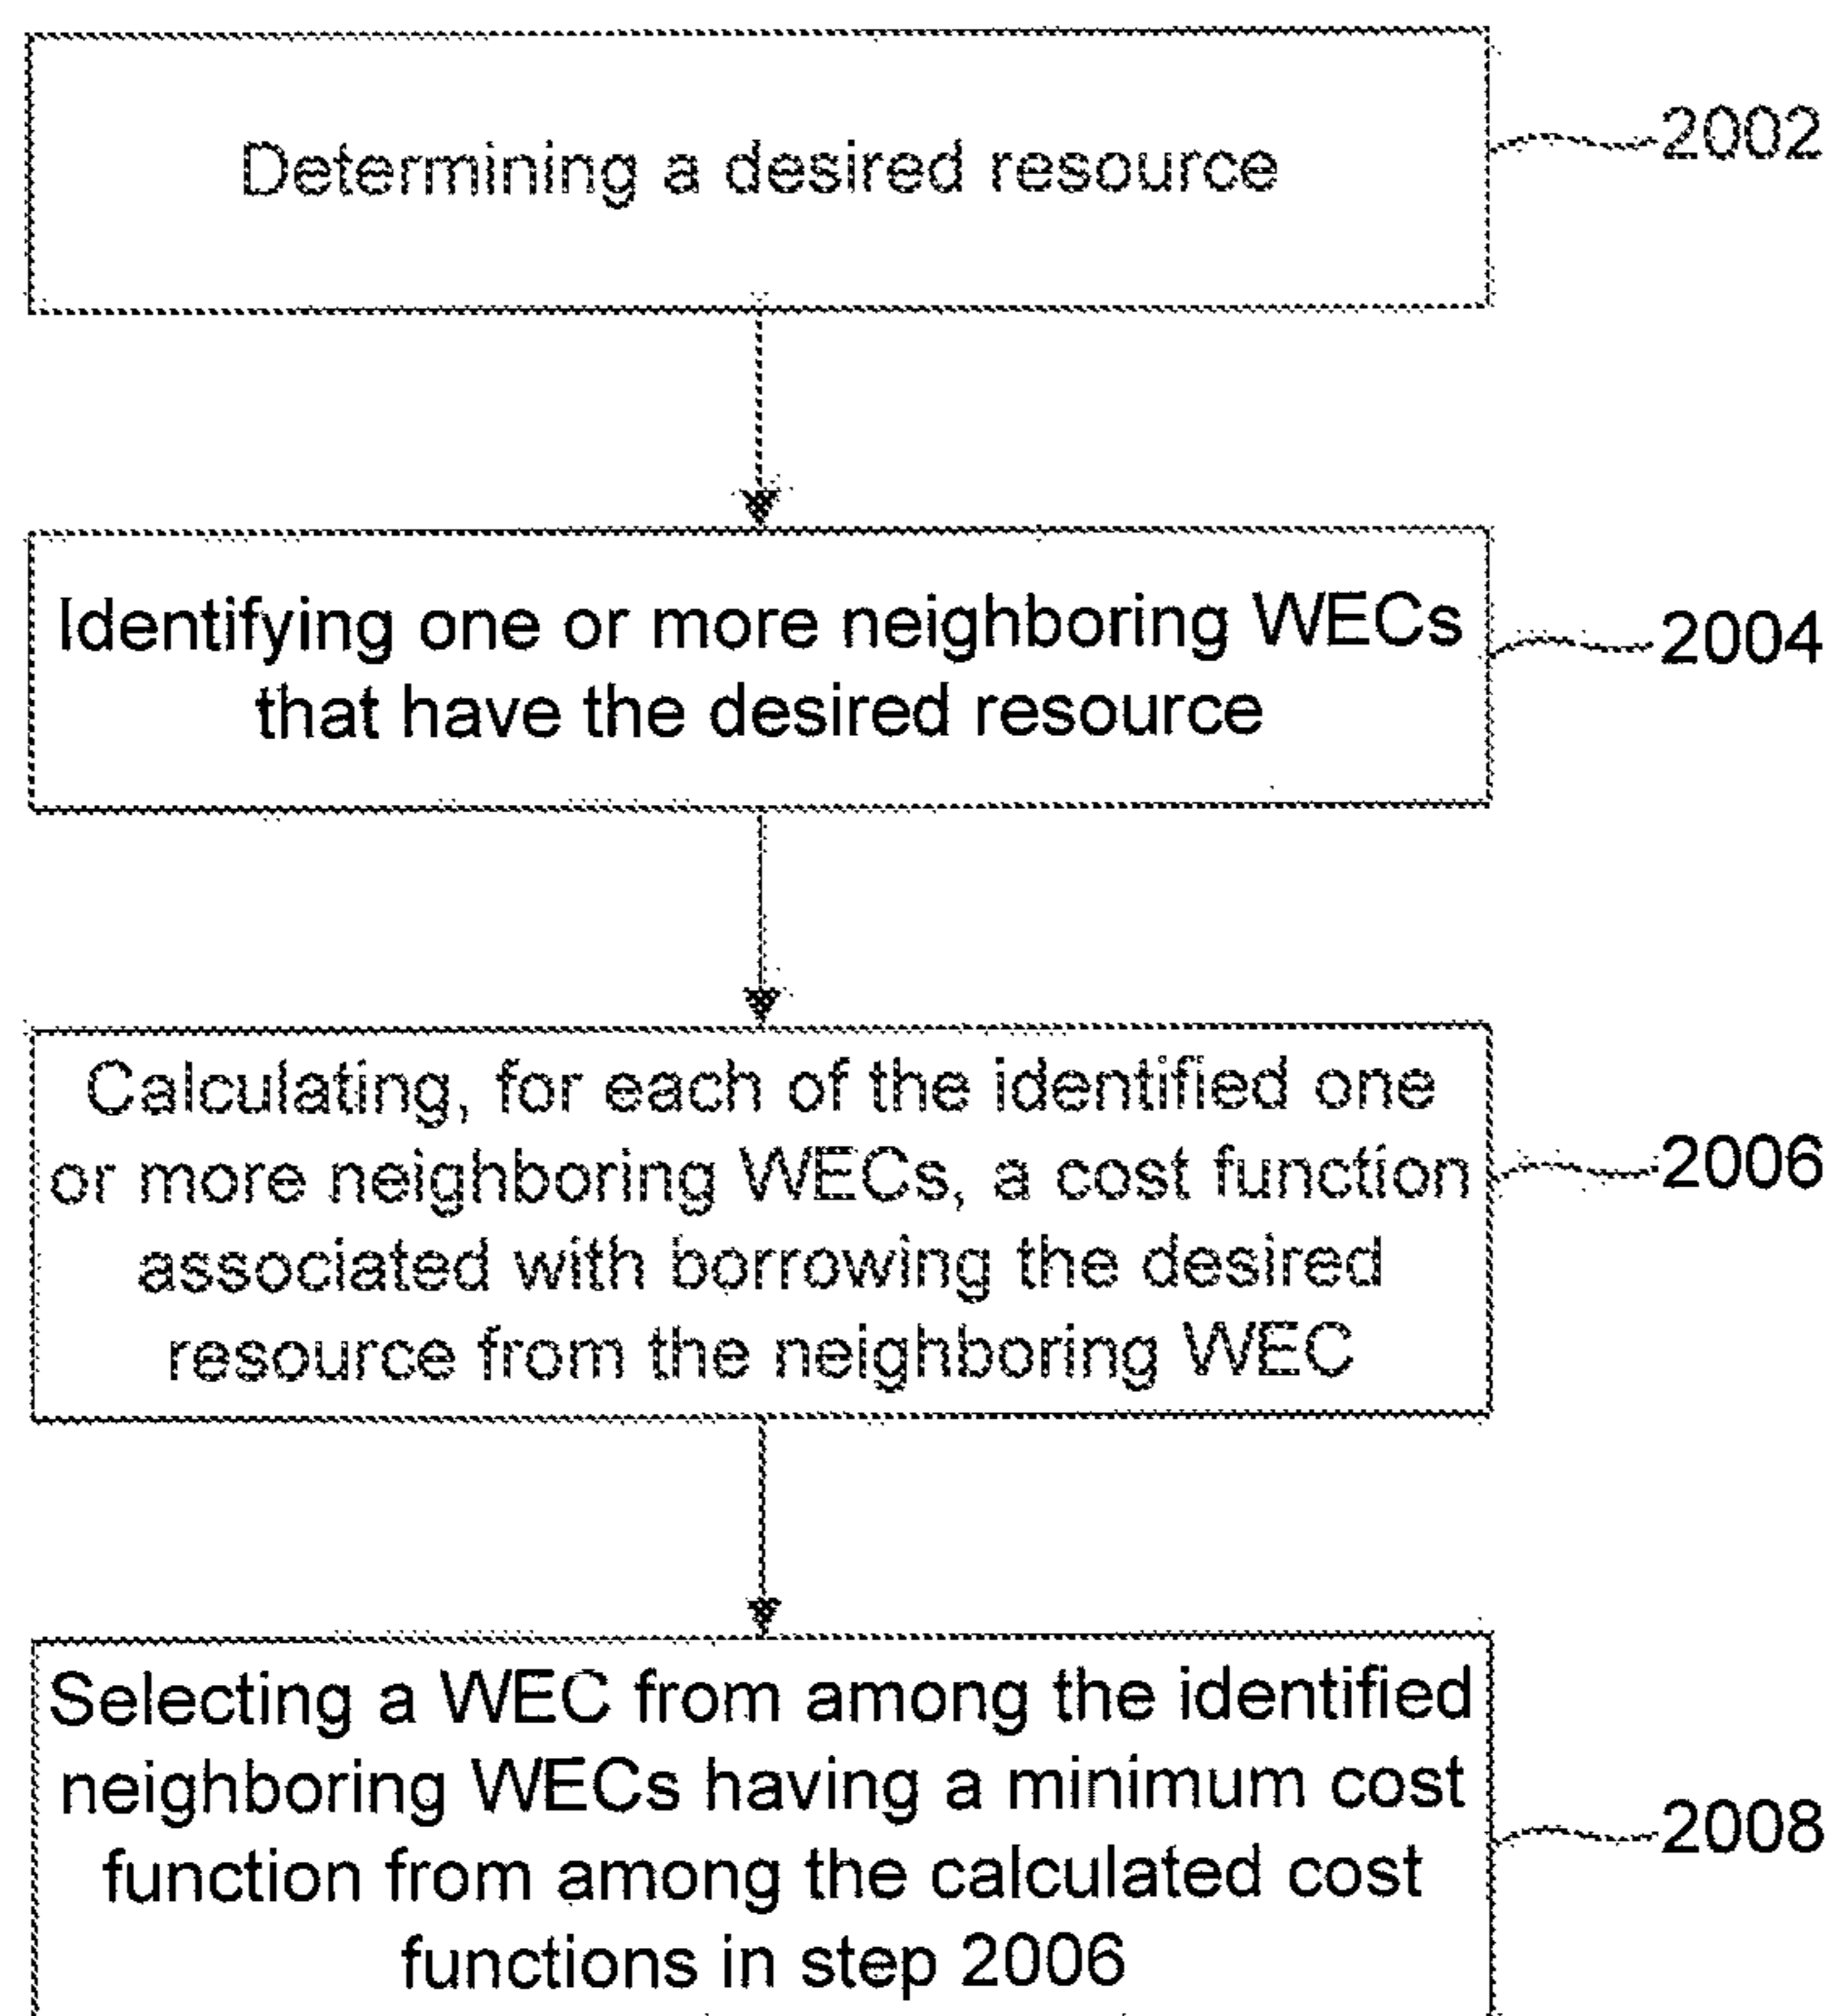 Determining a desired resource
2002
Identifying one or more neighboring WECs
that have the desired resource
2004
Calculating, for each of the identified one
or more neighboring WECs, a cost function
associated with borrowing the desired
resource from the neighboring WEC
2006
Selecting a WEC from among the identified
neighboring WECs having a minimum cost
function from among the calculated cost
functions in step 2006
2008